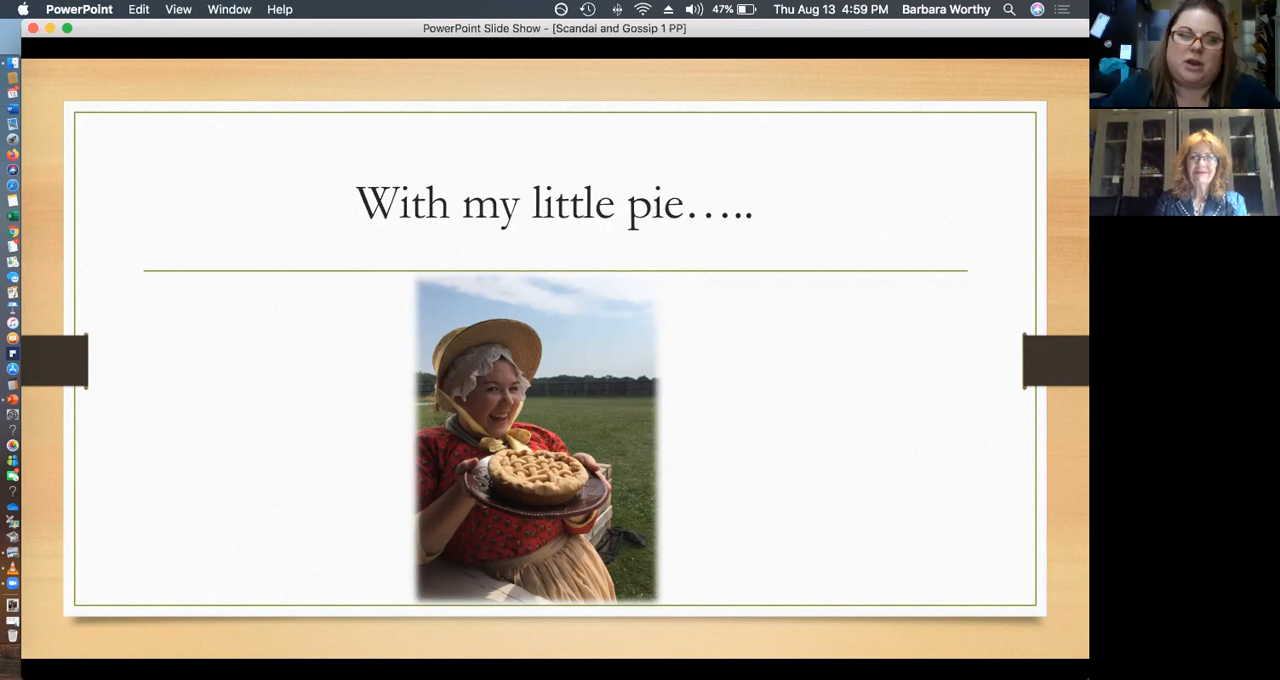 PowerPoint Edit View Window Help 47% Thu Aug 13 4:59 PM Barbara Worthy
PowerPoint Slide Show - [Scandal and Gossip 1 PP]
With my little pie.....